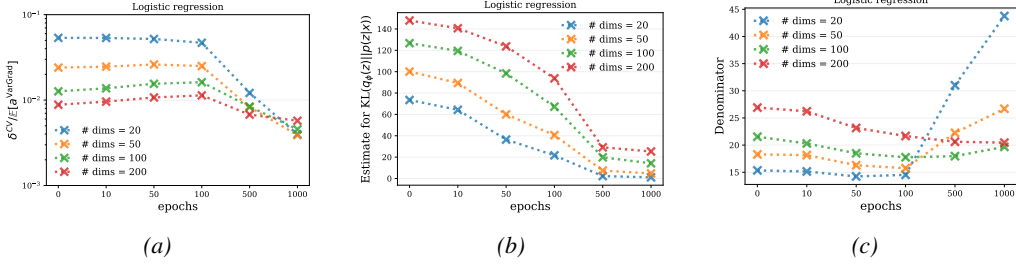 Logistic regression
δ^CV/𝔼[a^VarGrad]
10⁻¹
10⁻²
10⁻³
# dims = 20
# dims = 50
# dims = 100
# dims = 200
0 10 50 100 500 1000
epochs
(a)
Logistic regression
Estimate for KL(qϕ(z)||p(z|x))
140
120
100
80
60
40
20
0
# dims = 20
# dims = 50
# dims = 100
# dims = 200
0 10 50 100 500 1000
epochs
(b)
Logistic regression
Denominator
45
40
35
30
25
20
15
# dims = 20
# dims = 50
# dims = 100
# dims = 200
0 10 50 100 500 1000
epochs
(c)